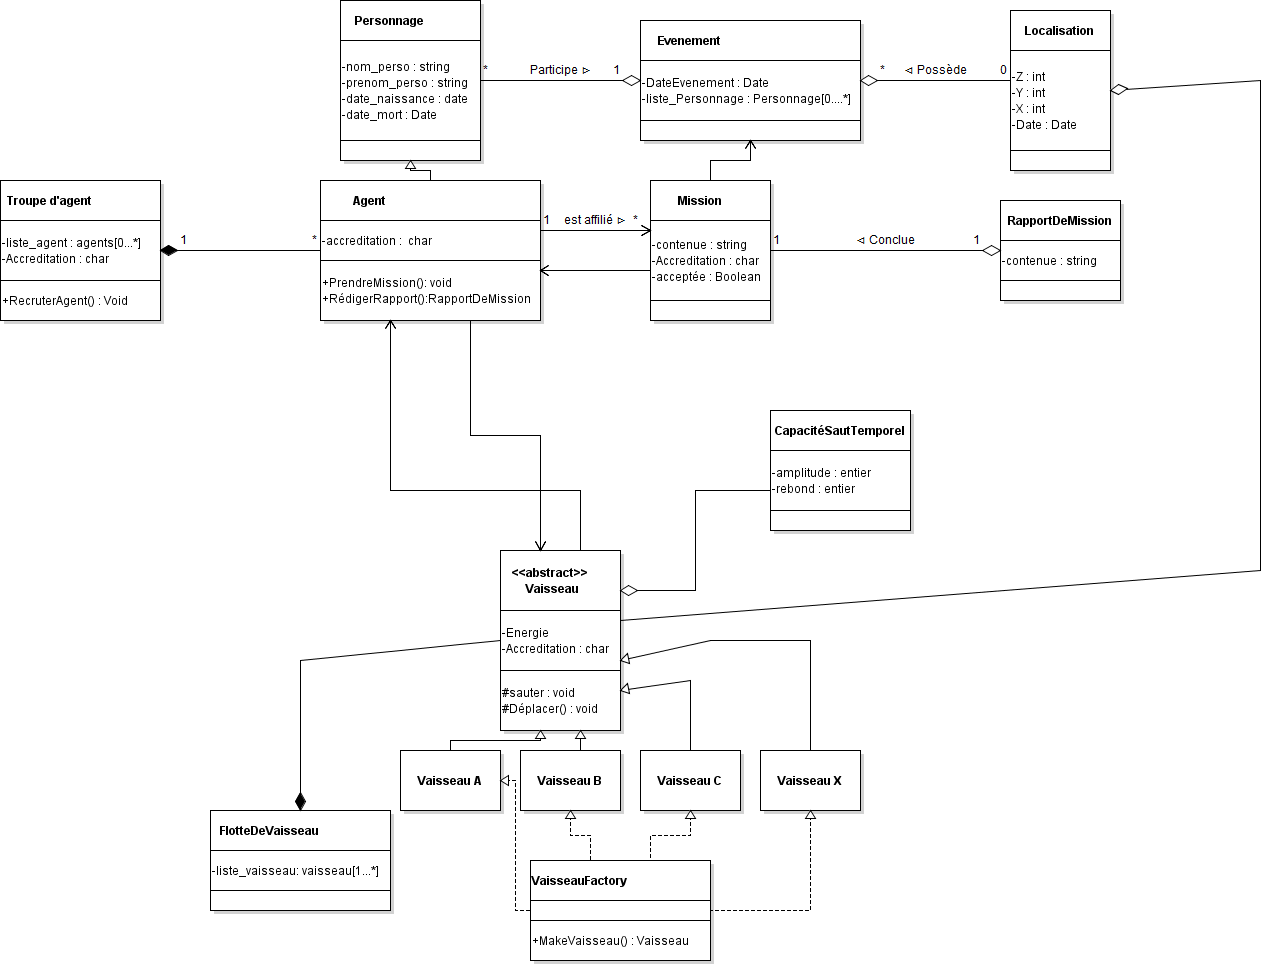 Personnage
-nom_perso : string
-prenom_perso : string
-date_naissance : date
-date_mort : Date
* Participe ⊳ 1
Evenement
-DateEvenement : Date
-liste_Personnage : Personnage[0....*]
* ⊲ Possède 0
Localisation
-Z : int
-Y : int
-X : int
-Date : Date
Troupe d'agent
-liste_agent : agents[0...*]
-Accreditation : char
+RecruterAgent() : Void
1 *
Agent
-accreditation : char
+PrendreMission(): void
+RédigerRapport():RapportDeMission
1 est affilié ⊳ *
Mission
-contenue : string
-Accreditation : char
-acceptée : Boolean
1 ⊲ Conclue 1
RapportDeMission
-contenue : string
CapacitéSautTemporel
-amplitude : entier
-rebond : entier
<<abstract>>
Vaisseau
-Energie
-Accreditation : char
#sauter : void
#Déplacer() : void
Vaisseau A
Vaisseau B
Vaisseau C
Vaisseau X
FlotteDeVaisseau
-liste_vaisseau: vaisseau[1...*]
VaisseauFactory
+MakeVaisseau() : Vaisseau